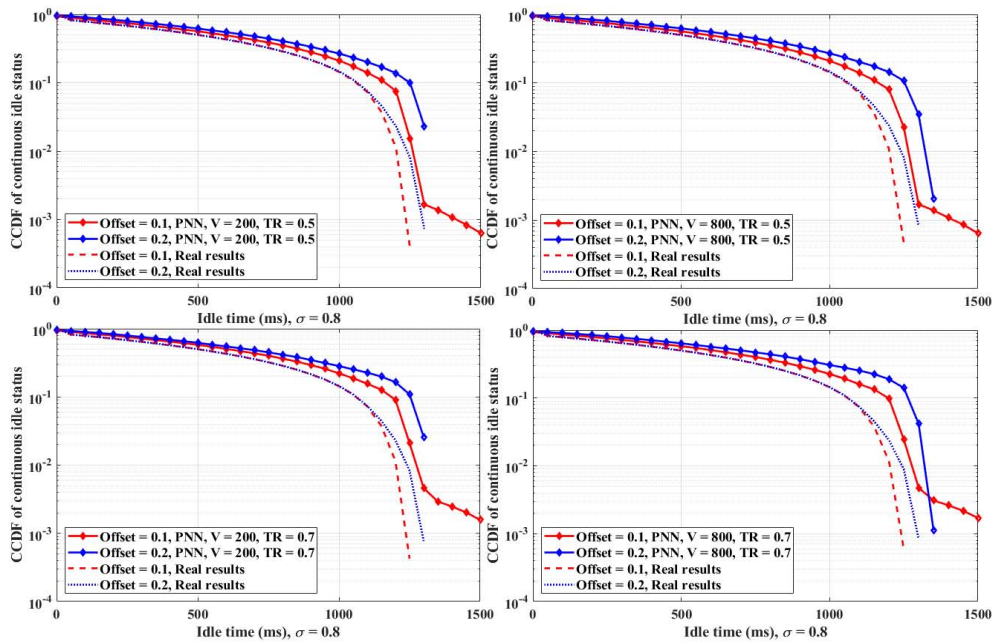 10^0
10^-1
10^-2
10^-3
10^-4
CCDF of continuous idle status
Offset = 0.1, PNN, V = 200, TR = 0.5
Offset = 0.2, PNN, V = 200, TR = 0.5
Offset = 0.1, Real results
Offset = 0.2, Real results
0 500 1000 1500
Idle time (ms), σ = 0.8
10^0
10^-1
10^-2
10^-3
10^-4
CCDF of continuous idle status
Offset = 0.1, PNN, V = 800, TR = 0.5
Offset = 0.2, PNN, V = 800, TR = 0.5
Offset = 0.1, Real results
Offset = 0.2, Real results
0 500 1000 1500
Idle time (ms), σ = 0.8
10^0
10^-1
10^-2
10^-3
10^-4
CCDF of continuous idle status
Offset = 0.1, PNN, V = 200, TR = 0.7
Offset = 0.2, PNN, V = 200, TR = 0.7
Offset = 0.1, Real results
Offset = 0.2, Real results
0 500 1000 1500
Idle time (ms), σ = 0.8
10^0
10^-1
10^-2
10^-3
10^-4
CCDF of continuous idle status
Offset = 0.1, PNN, V = 800, TR = 0.7
Offset = 0.2, PNN, V = 800, TR = 0.7
Offset = 0.1, Real results
Offset = 0.2, Real results
0 500 1000 1500
Idle time (ms), σ = 0.8